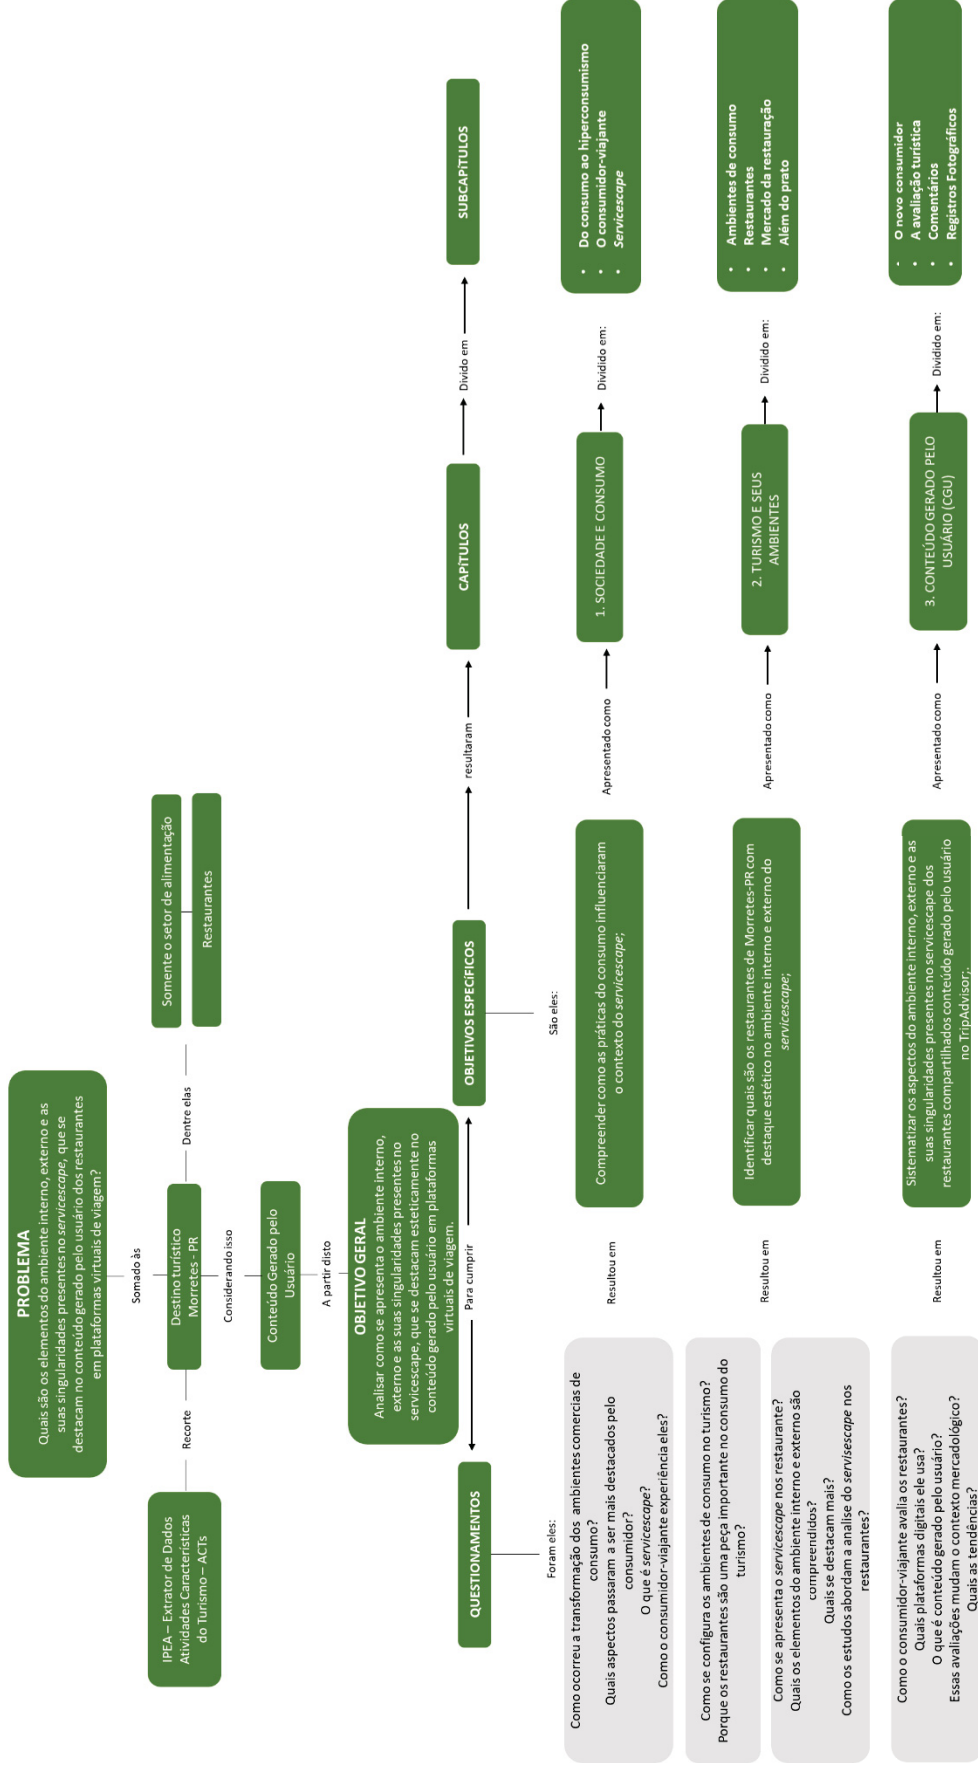 PROBLEMA
Quais são os elementos do ambiente interno, externo e as
suas singularidades presentes no servicescape, que se
destacam no conteúdo gerado pelo usuário dos restaurantes
em plataformas virtuais de viagem?
Somado às
IPEA – Extrator de Dados
Atividades Características
do Turismo – ACTs
Recorte
Destino turístico
Morretes - PR
Dentre elas
Somente o setor de alimentação
Restaurantes
Considerando isso
Conteúdo Gerado pelo
Usuário
A partir disto
OBJETIVO GERAL
Analisar como se apresenta o ambiente interno,
externo e as suas singularidades presentes no
servicescape, que se destacam esteticamente no
conteúdo gerado pelo usuário em plataformas
virtuais de viagem.
Para cumprir
QUESTIONAMENTOS
OBJETIVOS ESPECÍFICOS
resultaram
CAPÍTULOS
Divido em
SUBCAPÍTULOS
Foram eles:
São eles:
Como ocorreu a transformação dos ambientes comercias de
consumo?
Quais aspectos passaram a ser mais destacados pelo
consumidor?
O que é servicescape?
Como o consumidor-viajante experiência eles?
Resultou em
Compreender como as práticas do consumo influenciaram
o contexto do servicescape;
Apresentado como
1. SOCIEDADE E CONSUMO
Dividido em:
• Do consumo ao hiperconsumismo
• O consumidor-viajante
• Servicescape
Como se configura os ambientes de consumo no turismo?
Porque os restaurantes são uma peça importante no consumo do
turismo?
Como se apresenta o servicescape nos restaurante?
Quais os elementos do ambiente interno e externo são
compreendidos?
Quais se destacam mais?
Como os estudos abordam a analise do servisescape nos
restaurantes?
Resultou em
Identificar quais são os restaurantes de Morretes-PR com
destaque estético no ambiente interno e externo do
servicescape;
Apresentado como
2. TURISMO E SEUS
AMBIENTES
Dividido em:
• Ambientes de consumo
• Restaurantes
• Mercado da restauração
• Além do prato
Como o consumidor-viajante avalia os restaurantes?
Quais plataformas digitais ele usa?
O que é conteúdo gerado pelo usuário?
Essas avaliações mudam o contexto mercadológico?
Quais as tendências?
Resultou em
Sistematizar os aspectos do ambiente interno, externo e as
suas singularidades presentes no servicescape dos
restaurantes compartilhados conteúdo gerado pelo usuário
no TripAdvisor;.
Apresentado como
3. CONTEÚDO GERADO PELO
USUÁRIO (CGU)
Dividido em:
- O novo consumidor
• A avaliação turística
• Comentários
• Registros Fotográficos